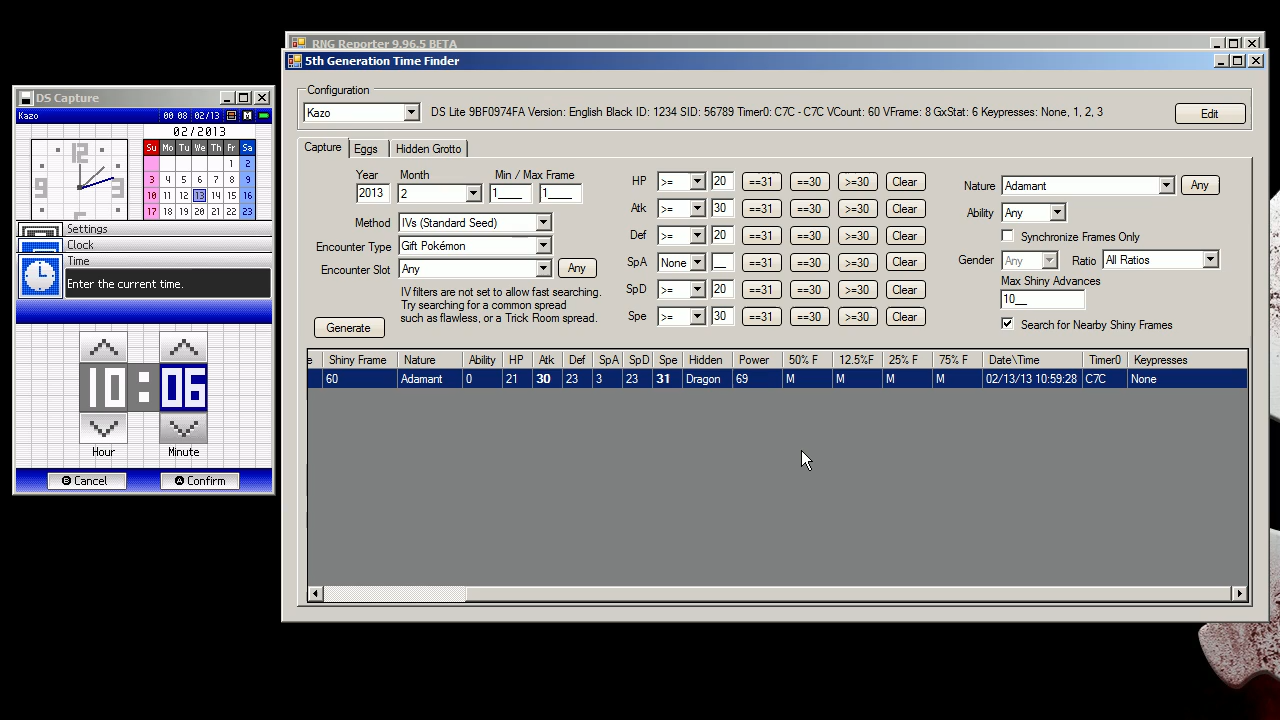 RNG Reporter 9.96.5 BETA
5th Generation Time Finder
Configuration
Kazo
DS Lite 9BF0974FA Version: English Black ID: 1234 SID: 56789 Timer0: C7C - C7C VCount: 60 VFrame: 8 GxStat: 6 Keypresses: None, 1, 2, 3
Edit
Capture Eggs Hidden Grotto
Year Month Min / Max Frame
2013 2 1____ 1____
Method IVs (Standard Seed)
Encounter Type Gift Pokémon
Encounter Slot Any Any
IV filters are not set to allow fast searching.
Try searching for a common spread
such as flawless, or a Trick Room spread.
Generate
HP >= 20 ==31 ==30 >=30 Clear
Atk >= 30 ==31 ==30 >=30 Clear
Def >= 20 ==31 ==30 >=30 Clear
SpA None __ ==31 ==30 >=30 Clear
SpD >= 20 ==31 ==30 >=30 Clear
Spe >= 30 ==31 ==30 >=30 Clear
Nature Adamant Any
Ability Any
Synchronize Frames Only
Gender Any Ratio All Ratios
Max Shiny Advances
10__
Search for Nearby Shiny Frames
e Shiny Frame Nature Ability HP Atk Def SpA SpD Spe Hidden Power 50% F 12.5%F 25% F 75% F Date\Time Timer0 Keypresses
60 Adamant 0 21 30 23 3 23 31 Dragon 69 M M M M 02/13/13 10:59:28 C7C None
DS Capture
Kazo 00 08 02/13 M
02/2013
12 3 6 9
Su Mo Tu We Th Fr Sa
1 2
3 4 5 6 7 8 9
10 11 12 13 14 15 16
17 18 19 20 21 22 23
Settings
Clock
Time
Enter the current time.
10:06
Hour Minute
B Cancel A Confirm